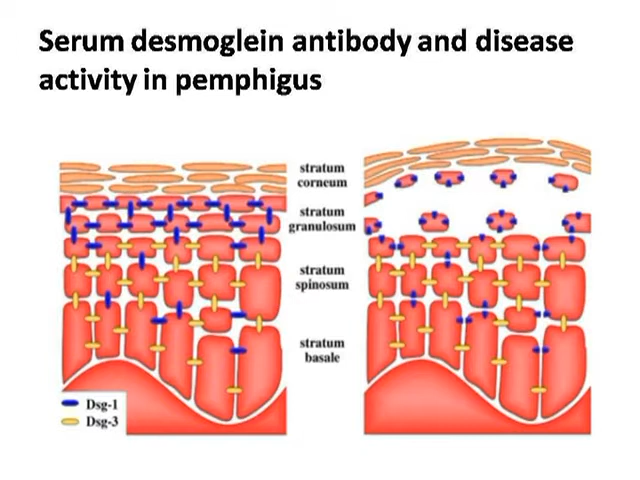 Serum desmoglein antibody and disease
activity in pemphigus
stratum
corneum
stratum
granulosum
stratum
spinosum
stratum
basale
Dsg-1
Dsg-3